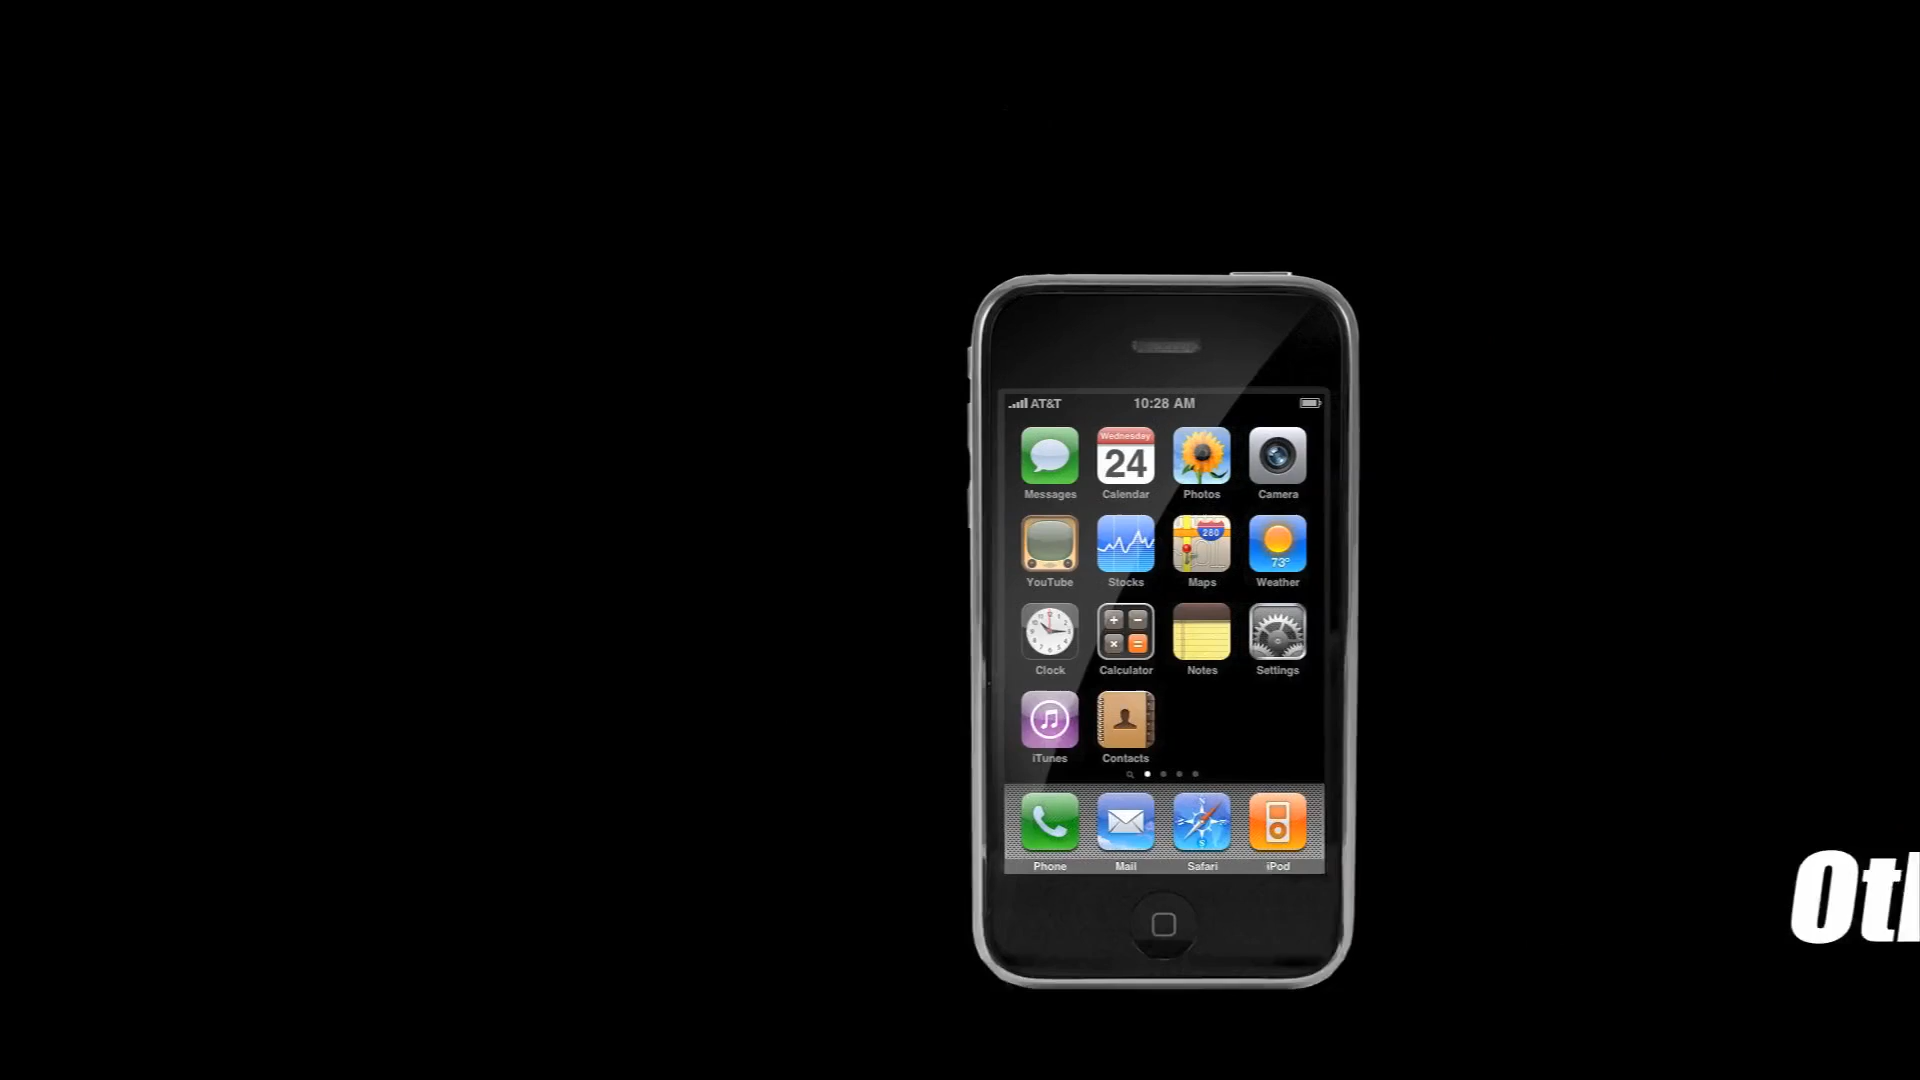 AT&T 10:28 AM
Wednesday
24
Messages Calendar Photos Camera
280
73°
YouTube Stocks Maps Weather
Clock Calculator Notes Settings
iTunes Contacts
Phone Mail Safari iPod